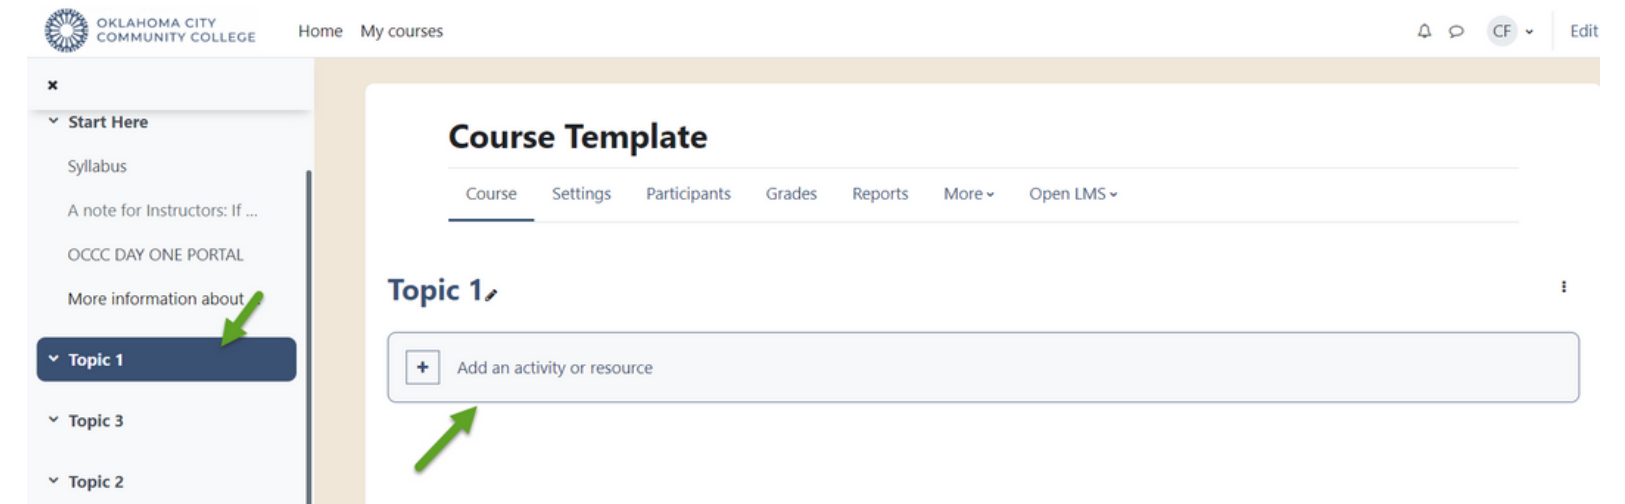 OKLAHOMA CITY
COMMUNITY COLLEGE
Home My courses
CF
Edit
Start Here
Syllabus
A note for Instructors: If ...
OCCC DAY ONE PORTAL
More information about
Topic 1
Topic 3
Topic 2
Course Template
Course Settings Participants Grades Reports More Open LMS
Topic 1
+ Add an activity or resource